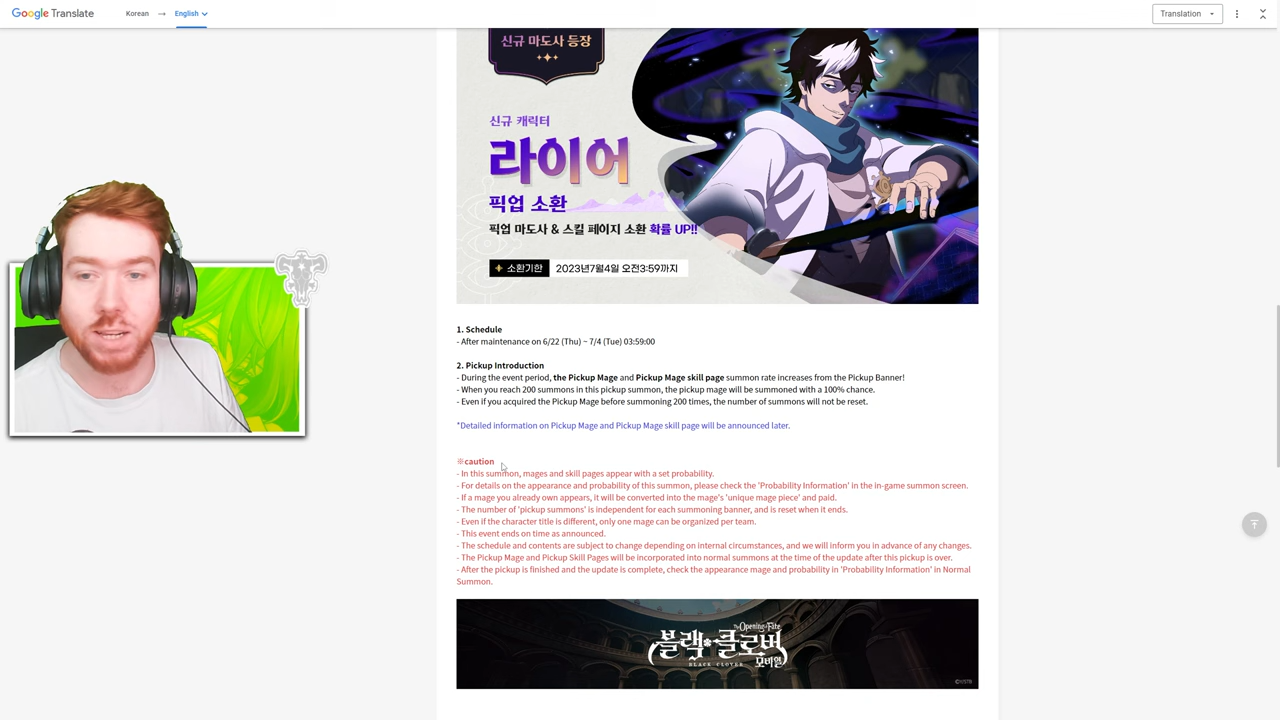 Google Translate
Korean → English
Translation
신규 마도사 등장
신규 캐릭터
라이어
픽업 소환
픽업 마도사 & 스킬 페이지 소환 확률 UP!!
소환기한 2023년7월4일 오전3:59까지
1. Schedule
- After maintenance on 6/22 (Thu) ~ 7/4 (Tue) 03:59:00
2. Pickup Introduction
- During the event period, the Pickup Mage and Pickup Mage skill page summon rate increases from the Pickup Banner!
- When you reach 200 summons in this pickup summon, the pickup mage will be summoned with a 100% chance.
- Even if you acquired the Pickup Mage before summoning 200 times, the number of summons will not be reset.
*Detailed information on Pickup Mage and Pickup Mage skill page will be announced later.
※caution
- In this summon, mages and skill pages appear with a set probability.
- For details on the appearance and probability of this summon, please check the 'Probability Information' in the in-game summon screen.
- If a mage you already own appears, it will be converted into the mage's 'unique mage piece' and paid.
- The number of 'pickup summons' is independent for each summoning banner, and is reset when it ends.
- Even if the character title is different, only one mage can be organized per team.
- This event ends on time as announced.
- The schedule and contents are subject to change depending on internal circumstances, and we will inform you in advance of any changes.
- The Pickup Mage and Pickup Skill Pages will be incorporated into normal summons at the time of the update after this pickup is over.
- After the pickup is finished and the update is complete, check the appearance mage and probability in 'Probability Information' in Normal
Summon.
The Opening of Fate
블랙클로버
BLACK CLOVER 모바일